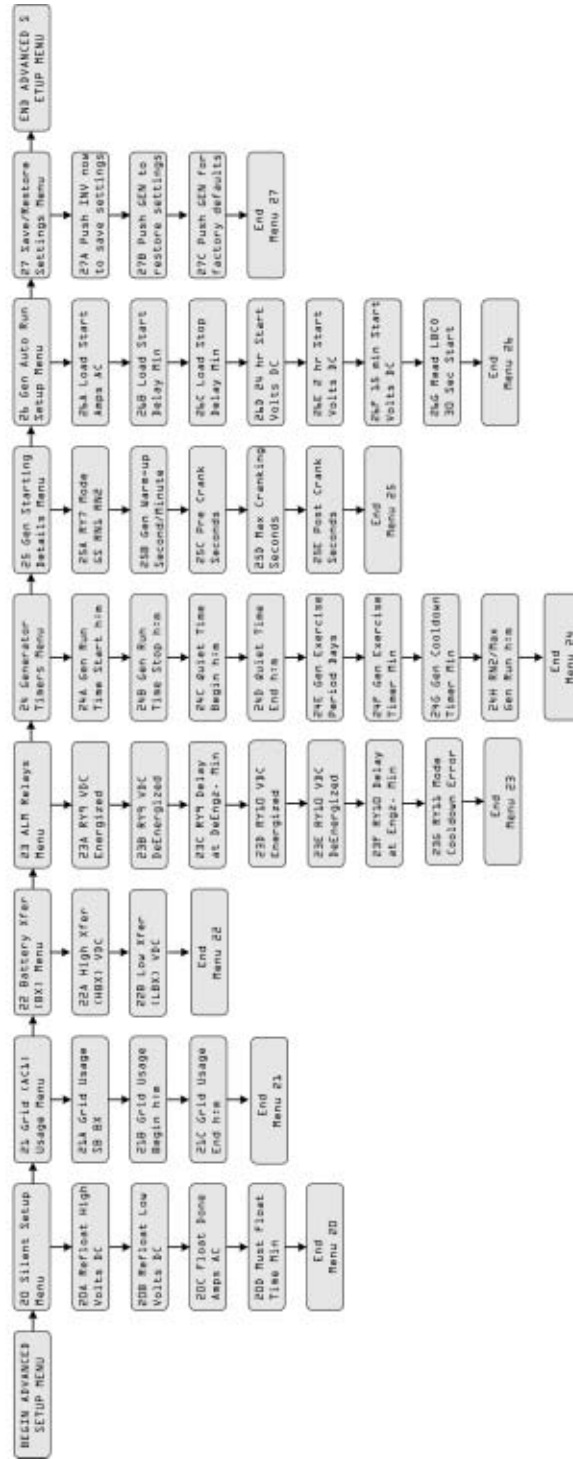 BEGIN ADVANCED
SETUP MENU
20 Silent Setup
Menu
20A Refloat High
Volts DC
20B Refloat Low
Volts DC
20C Float Done
Amps AC
20D Must Float
Time Min
End
Menu 20
21 Grid (AC1)
Usage Menu
21A Grid Usage
SB BX
21B Grid Usage
Begin h:m
21C Grid Usage
End h:m
End
Menu 21
22 Battery Xfer
(BX) Menu
22A High Xfer
(HBX) VDC
22B Low Xfer
(LBX) VDC
End
Menu 22
23 ALM Relays
Menu
23A RY9 VDC
Energized
23B RY9 VDC
DeEnergized
23C RY9 Delay
at DeEngz. Min
23D RY10 VDC
Energized
23E RY10 VDC
DeEnergized
23F RY10 Delay
at Engz. Min
23G RY11 Mode
Cooldown Error
End
Menu 23
24 Generator
Timers Menu
24A Gen Run
Time Start h:m
24B Gen Run
Time Stop h:m
24C Quiet Time
Begin h:m
24D Quiet Time
End h:m
24E Gen Exercise
Period Days
24F Gen Exercise
Timer Min
24G Gen Cooldown
Timer Min
24H RN2/Max
Gen Run h:m
End
Menu 24
25 Gen Starting
Details Menu
25A RY7 Mode
GS RN1 RN2
25B Gen Warm-up
Second/Minute
25C Pre Crank
Seconds
25D Max Cranking
Seconds
25E Post Crank
Seconds
End
Menu 25
26 Gen Auto Run
Setup Menu
26A Load Start
Amps AC
26B Load Start
Delay Min
26C Load Stop
Delay Min
26D 24 hr Start
Volts DC
26E 2 hr Start
Volts DC
26F 15 min Start
Volts DC
26G Read LBCO
30 Sec Start
End
Menu 26
27 Save/Restore
Settings Menu
27A Push INV now
to save settings
27B Push GEN to
restore settings
27C Push GEN for
factory defaults
End
Menu 27
END ADVANCED S
ETUP MENU